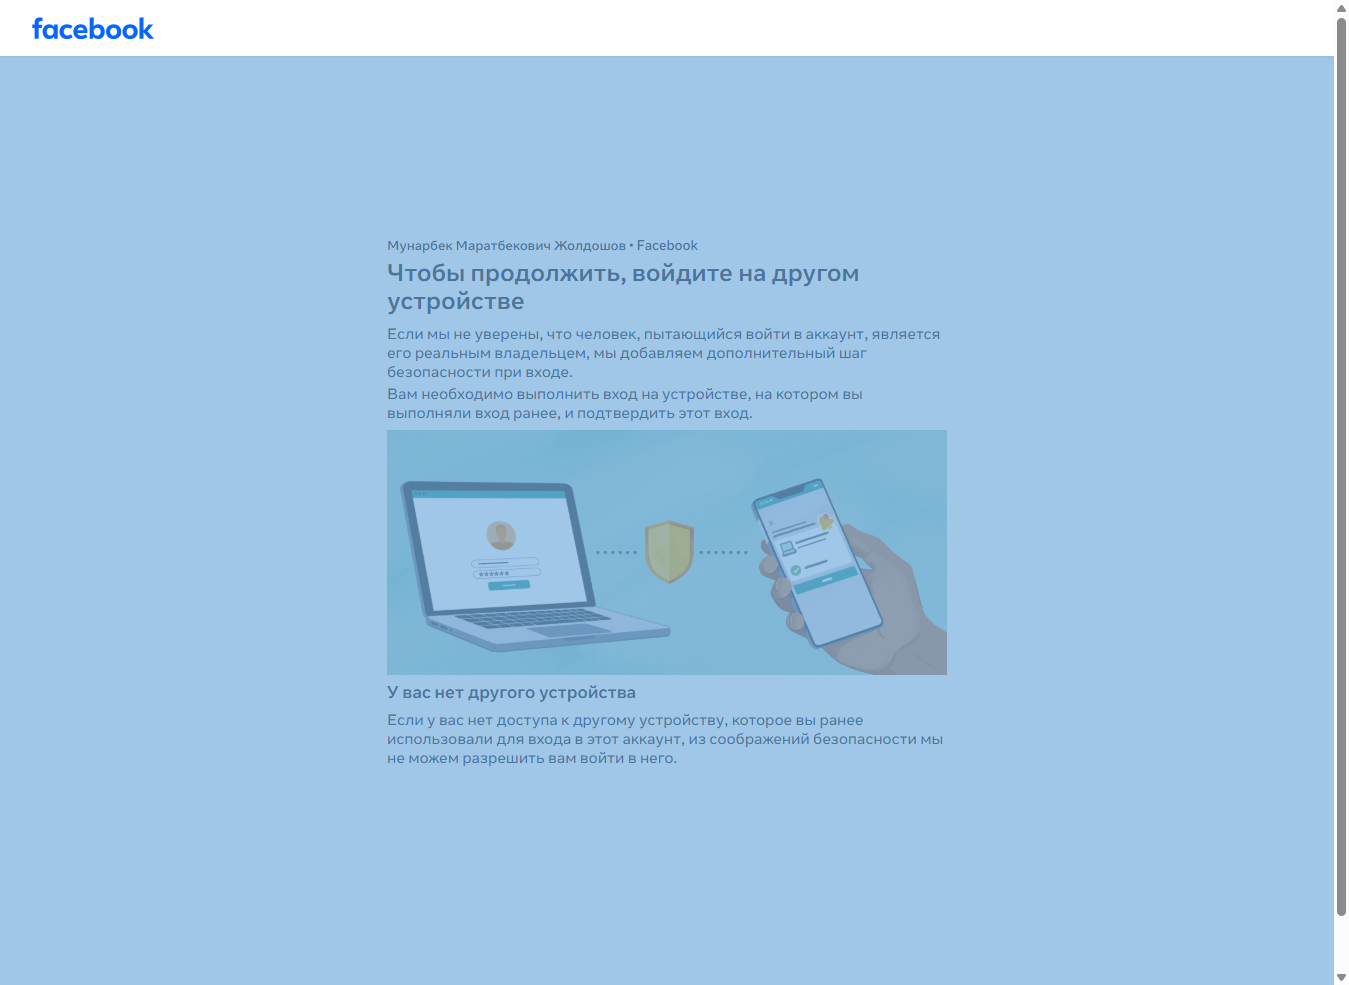 facebook
Мунарбек Маратбекович Жолдошов • Facebook
Чтобы продолжить, войдите на другом
устройстве
Если мы не уверены, что человек, пытающийся войти в аккаунт, является
его реальным владельцем, мы добавляем дополнительный шаг
безопасности при входе.
Вам необходимо выполнить вход на устройстве, на котором вы
выполняли вход ранее, и подтвердить этот вход.
У вас нет другого устройства
Если у вас нет доступа к другому устройству, которое вы ранее
использовали для входа в этот аккаунт, из соображений безопасности мы
не можем разрешить вам войти в него.